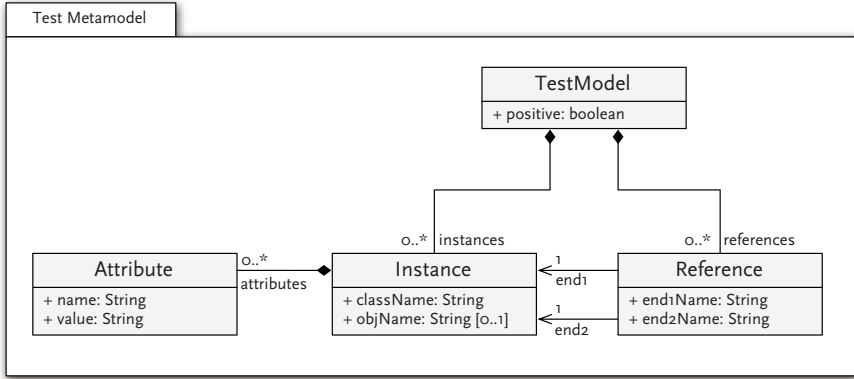 Test Metamodel
TestModel
+ positive: boolean
0..* instances
0..* references
Attribute
+ name: String
+ value: String
0..*
attributes
Instance
+ className: String
+ objName: String [0..1]
1
end1
1
end2
Reference
+ end1Name: String
+ end2Name: String